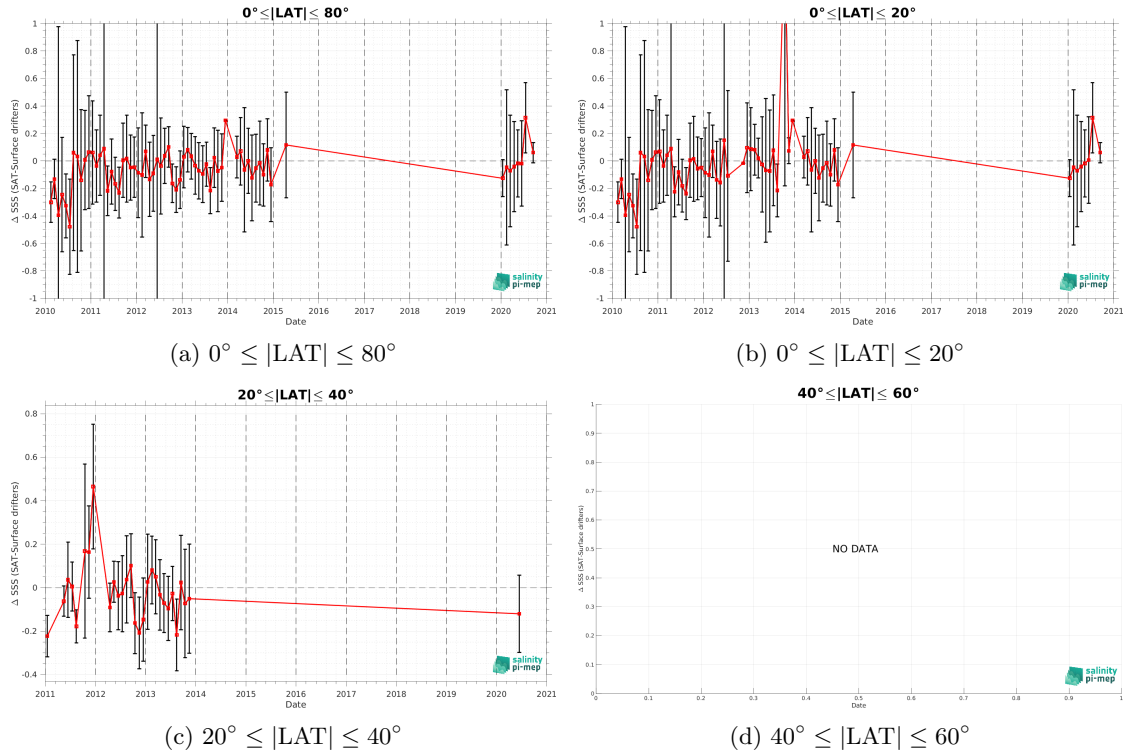 0°≤|LAT|≤ 80°
Δ SSS (SAT-Surface drifters)
1
0.8
0.6
0.4
0.2
0
-0.2
-0.4
-0.6
-0.8
-1
2010 2011 2012 2013 2014 2015 2016 2017 2018 2019 2020 2021
Date
salinity
pi-mep
(a) 0° ≤ |LAT| ≤ 80°
0°≤|LAT|≤ 20°
Δ SSS (SAT-Surface drifters)
1
0.8
0.6
0.4
0.2
0
-0.2
-0.4
-0.6
-0.8
-1
2010 2011 2012 2013 2014 2015 2016 2017 2018 2019 2020 2021
Date
salinity
pi-mep
(b) 0° ≤ |LAT| ≤ 20°
20°≤|LAT|≤ 40°
Δ SSS (SAT-Surface drifters)
0.8
0.6
0.4
0.2
0
-0.2
-0.4
2011 2012 2013 2014 2015 2016 2017 2018 2019 2020 2021
Date
salinity
pi-mep
(c) 20° ≤ |LAT| ≤ 40°
40°≤|LAT|≤ 60°
Δ SSS (SAT-Surface drifters)
1
0.9
0.8
0.7
0.6
0.5
0.4
0.3
0.2
0.1
0
NO DATA
0 0.1 0.2 0.3 0.4 0.5 0.6 0.7 0.8 0.9 1
Date
salinity
pi-mep
(d) 40° ≤ |LAT| ≤ 60°